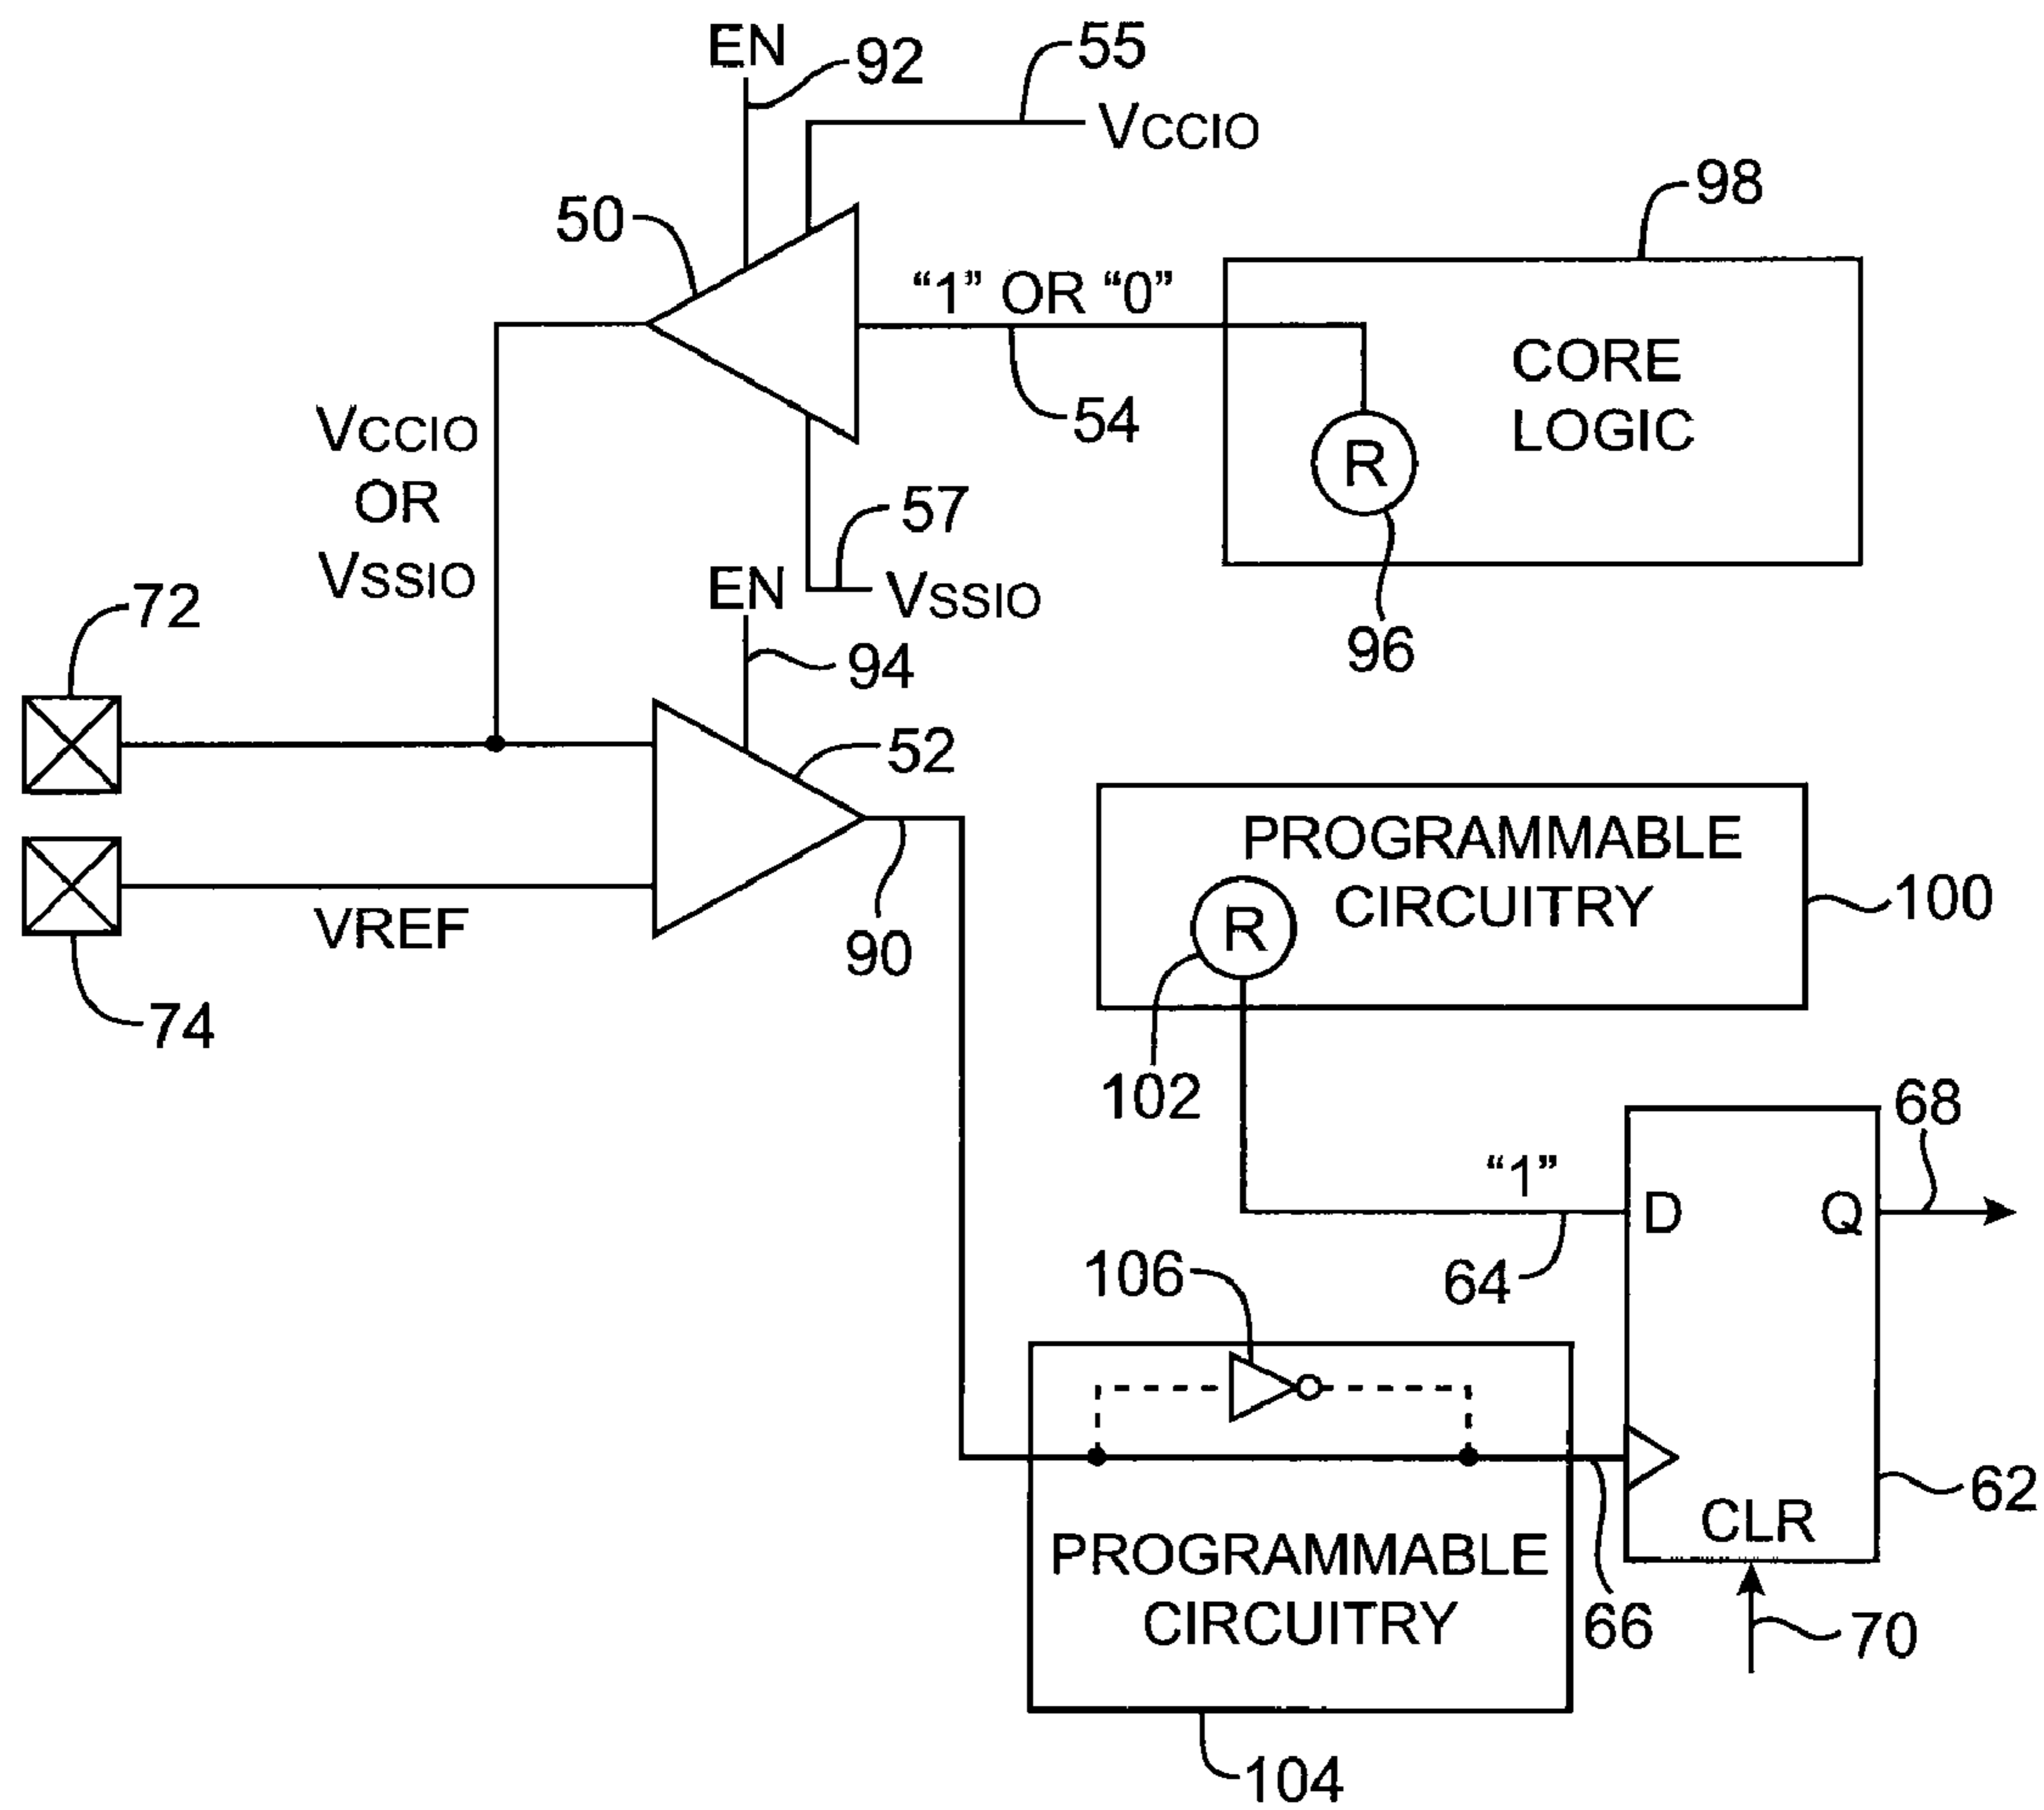 EN
92
55
VCCIO
50
98
"1" OR "0"
CORE
LOGIC
54
R
VCCIO
OR
VSSIO
57
VSSIO
EN
94
96
72
52
PROGRAMMABLE
CIRCUITRY
R
100
VREF
90
74
102
68
"1"
D
Q
64
106
62
CLR
PROGRAMMABLE
CIRCUITRY
66
70
104